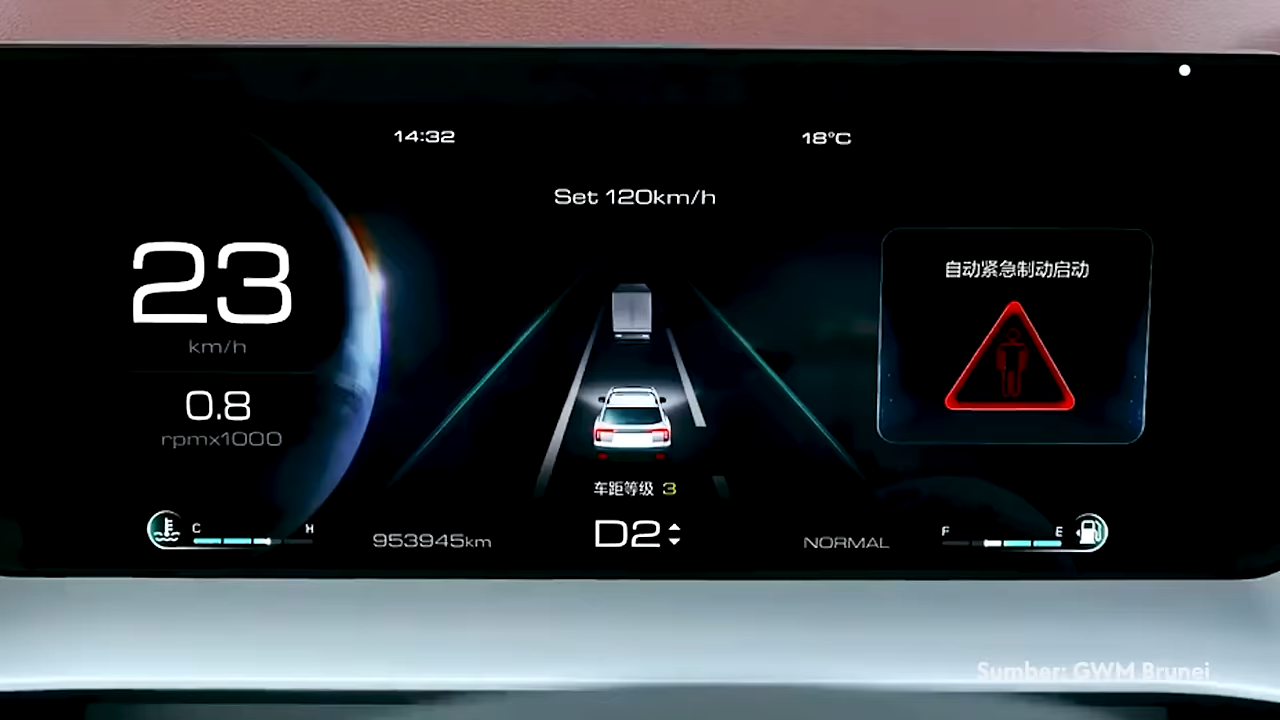 14:32
18°C
Set 120km/h
23
km/h
0.8
rpmx1000
自动紧急制动启动
车距等级 3
C
H
953945km
D2
NORMAL
F
E
Sumber: GWM Brunei